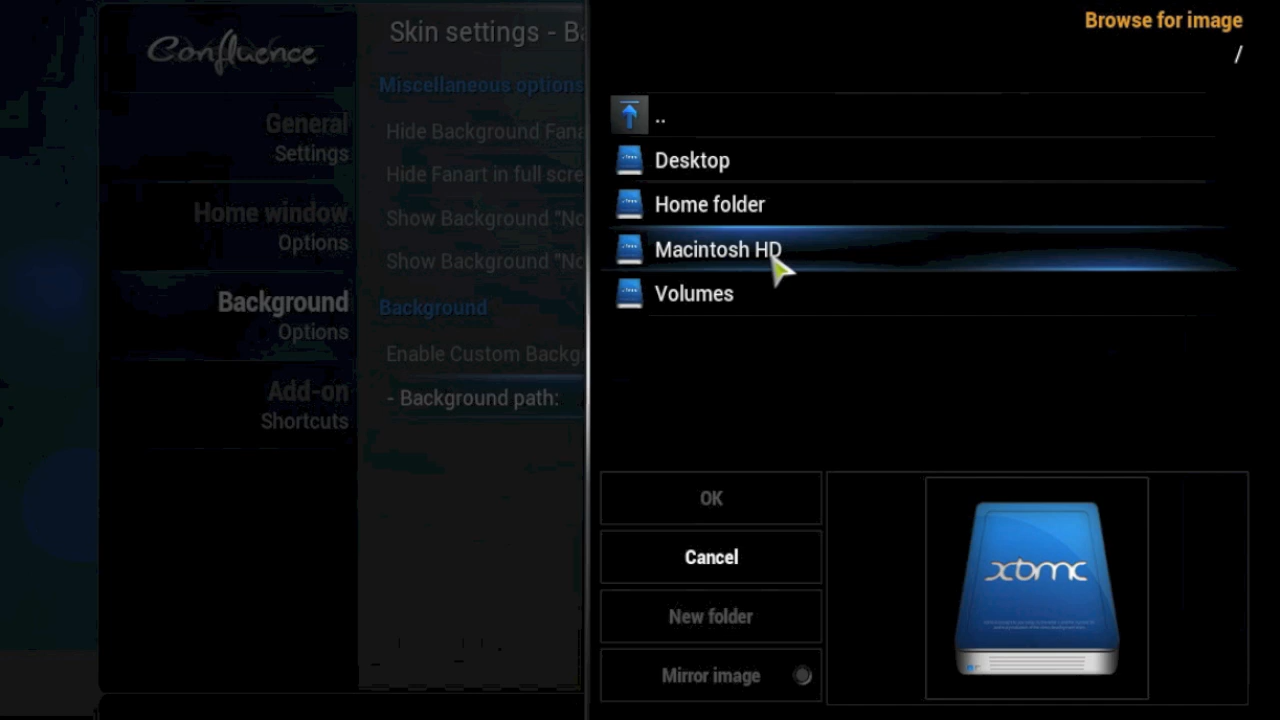 Confluence
General
Settings
Home window
Options
Background
Options
Add-on
Shortcuts
Skin settings - Ba
Miscellaneous options
Hide Background Fana
Hide Fanart in full scre
Show Background "No
Show Background "No
Background
Enable Custom Backg
- Background path:
Browse for image
/
..
Desktop
Home folder
Macintosh HD
Volumes
OK
Cancel
New folder
Mirror image
xbmc